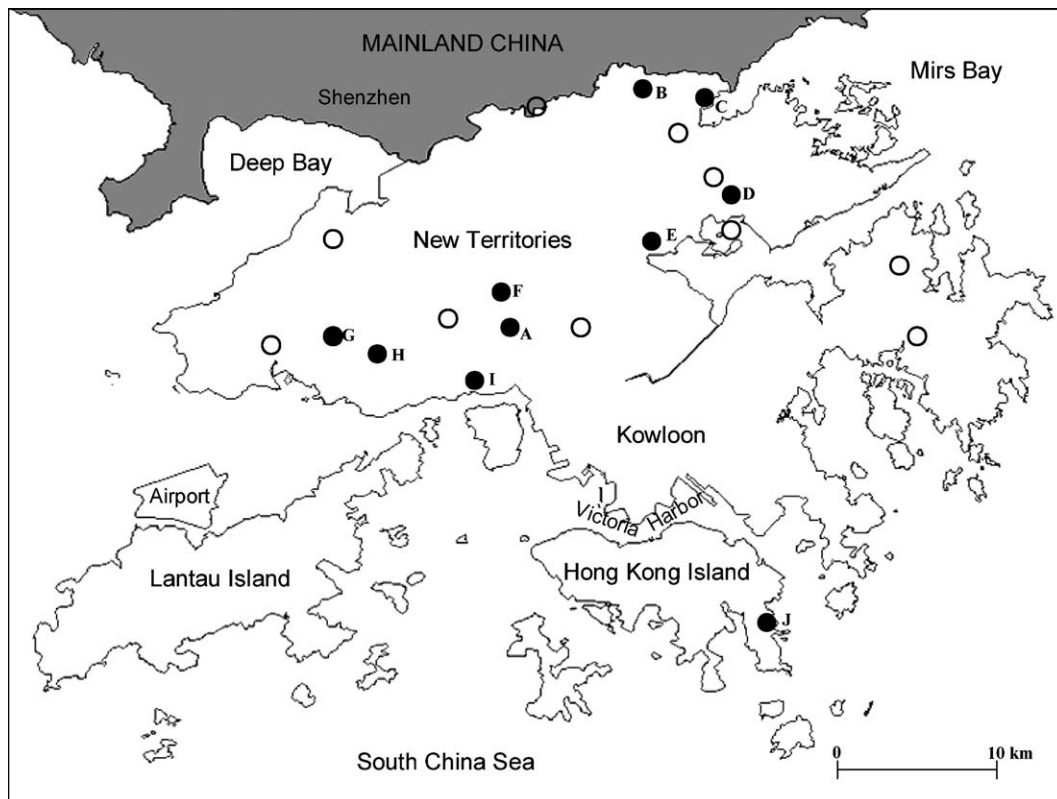 MAINLAND CHINA
Mirs Bay
Shenzhen
B
C
Deep Bay
D
New Territories
E
F
A
G
H
I
Kowloon
Airport
Victoria Harbor
Lantau Island
Hong Kong Island
J
South China Sea
0
10 km